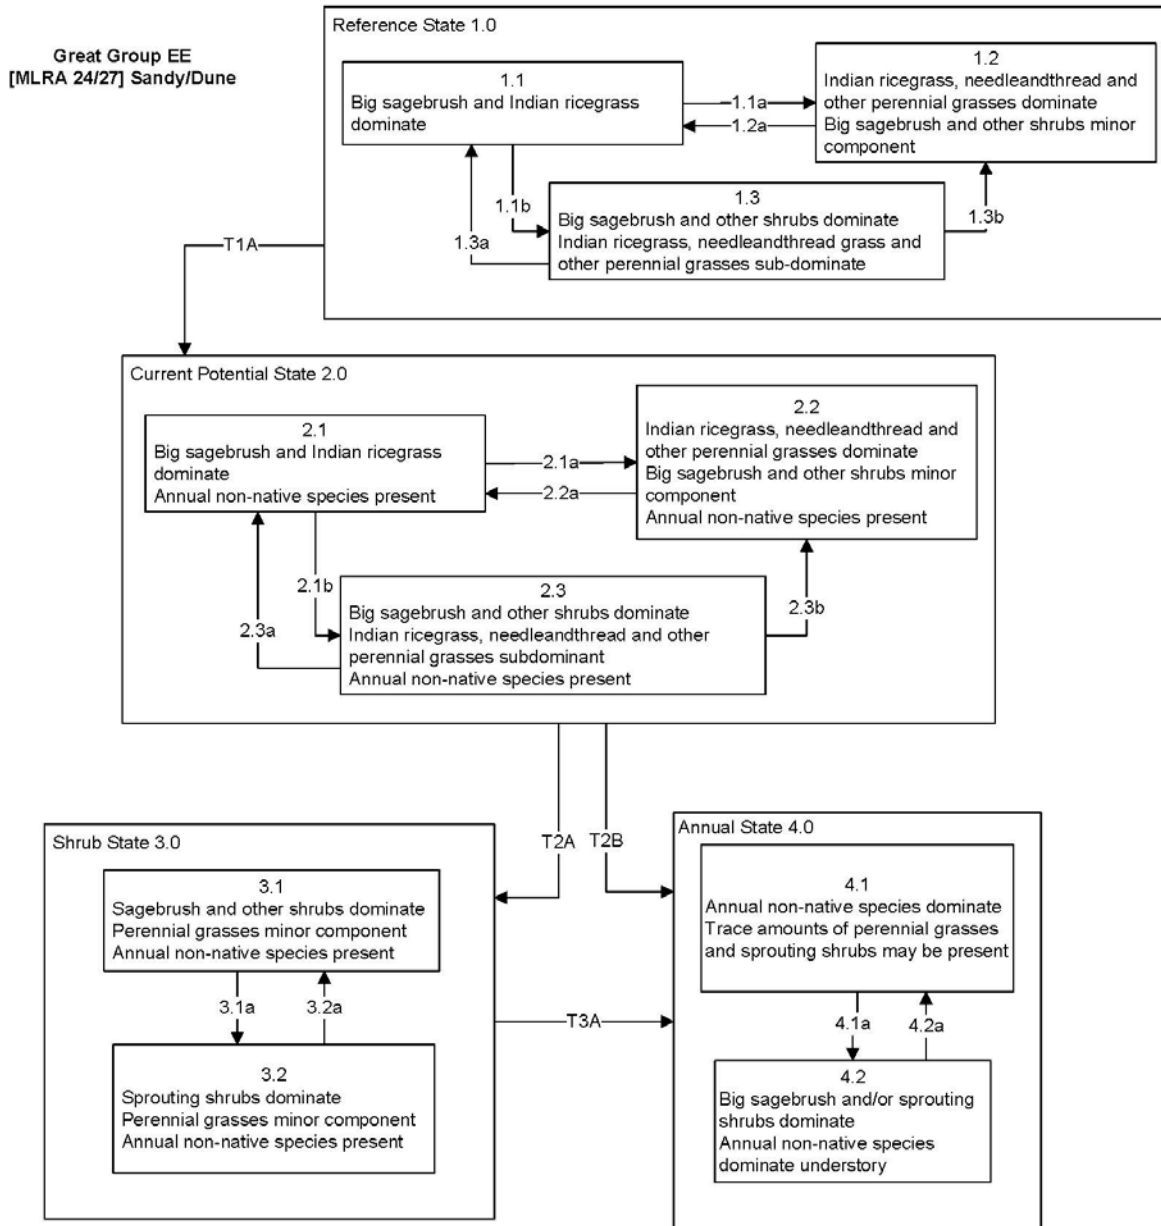 Reference State 1.0
Great Group EE
[MLRA 24/27] Sandy/Dune
1.1
Big sagebrush and Indian ricegrass
dominate
1.1a
1.2a
1.2
Indian ricegrass, needleandthread and
other perennial grasses dominate
Big sagebrush and other shrubs minor
component
1.1b
1.3a
1.3
Big sagebrush and other shrubs dominate
Indian ricegrass, needleandthread grass and
other perennial grasses sub-dominate
1.3b
T1A
Current Potential State 2.0
2.1
Big sagebrush and Indian ricegrass
dominate
Annual non-native species present
2.1a
2.2a
2.2
Indian ricegrass, needleandthread and
other perennial grasses dominate
Big sagebrush and other shrubs minor
component
Annual non-native species present
2.1b
2.3a
2.3
Big sagebrush and other shrubs dominate
Indian ricegrass, needleandthread and other
perennial grasses subdominant
Annual non-native species present
2.3b
T2A
T2B
Shrub State 3.0
3.1
Sagebrush and other shrubs dominate
Perennial grasses minor component
Annual non-native species present
3.1a
3.2a
3.2
Sprouting shrubs dominate
Perennial grasses minor component
Annual non-native species present
T3A
Annual State 4.0
4.1
Annual non-native species dominate
Trace amounts of perennial grasses
and sprouting shrubs may be present
4.1a
4.2a
4.2
Big sagebrush and/or sprouting
shrubs dominate
Annual non-native species
dominate understory